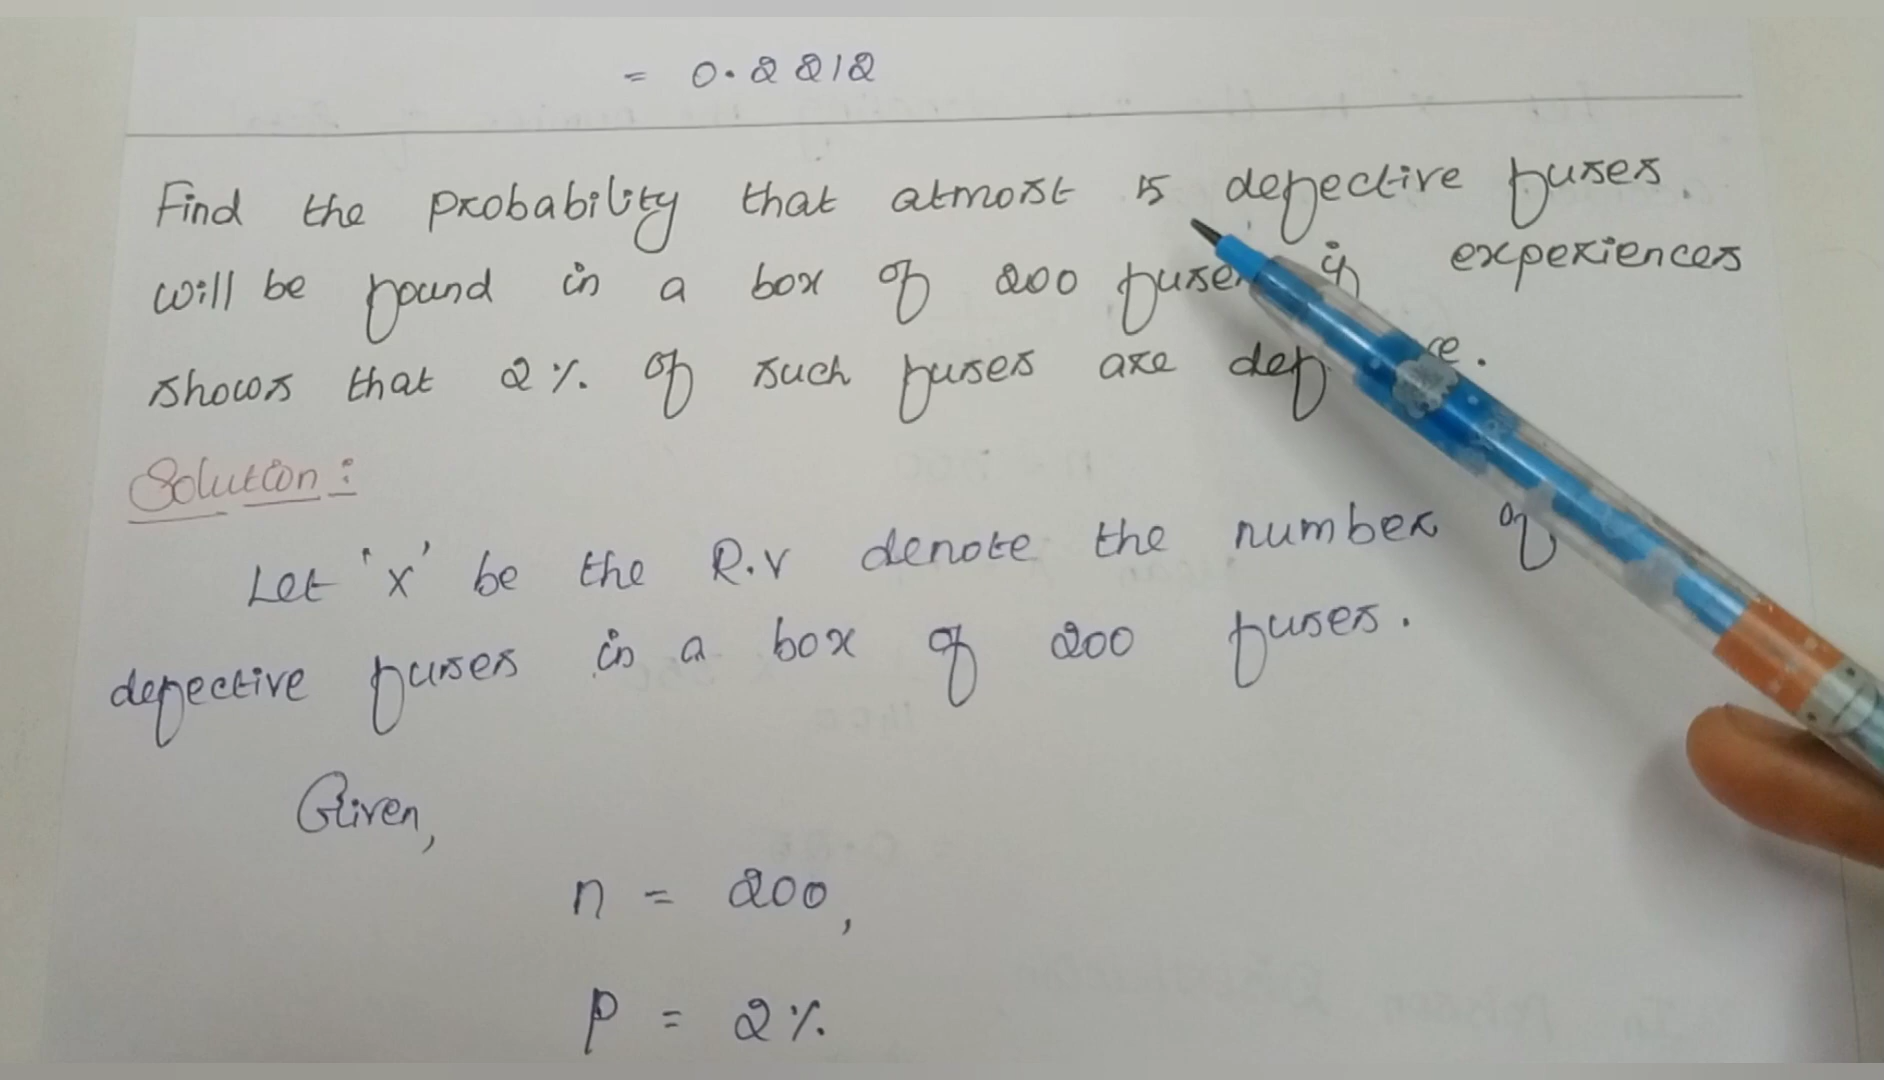 = 0.2212
Find the probability that atmost 5 defective fuses.
will be found in a box of 200 fuses if experiences
shows that 2%. of such fuses are
Solution:
Let 'x' be the R.V denote the number of
defective fuses in a box of 200 fuses.
Given,
n = 200,
P = 2%.